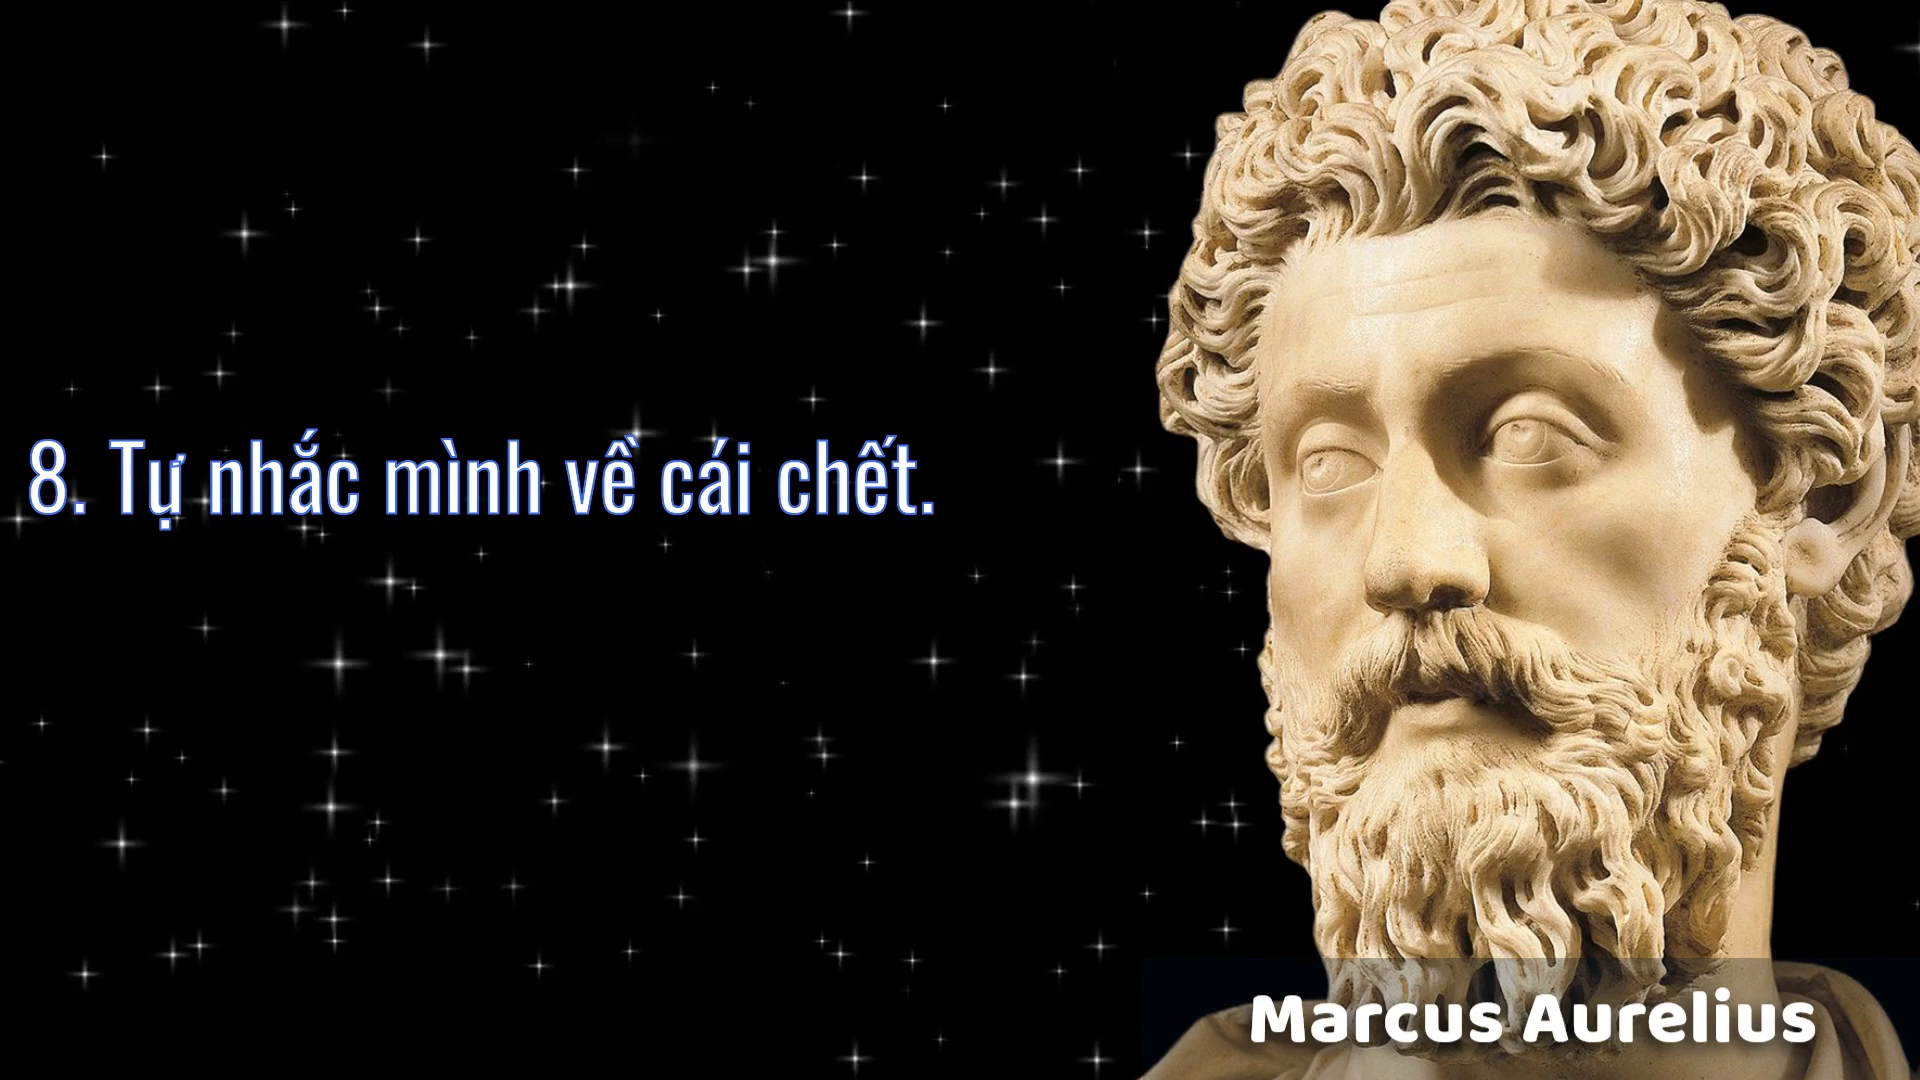 8. Tự nhắc mình về cái chết.
Marcus Aurelius